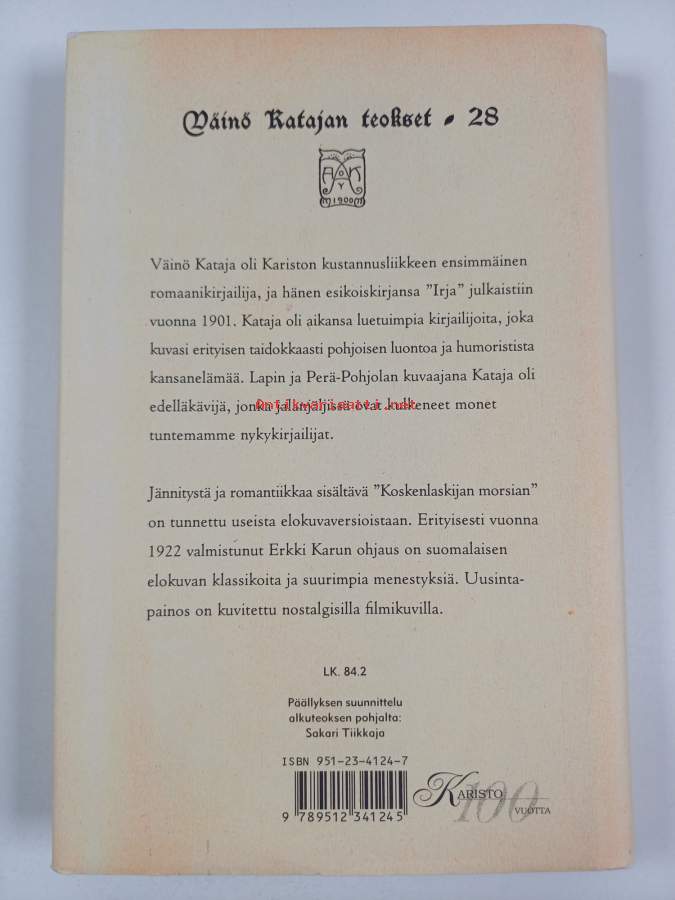 Väinö Katajan teokset • 28
A O K
Y
1900
Väinö Kataja oli Kariston kustannusliikkeen ensimmäinen
romaanikirjailija, ja hänen esikoiskirjansa ”Irja” julkaistiin
vuonna 1901. Kataja oli aikansa luetuimpia kirjailijoita, joka
kuvasi erityisen taidokkaasti pohjoisen luontoa ja humoristista
kansanelämää. Lapin ja Perä-Pohjolan kuvaajana Kataja oli
edelläkävijä, jonka jalanjäljissä ovat kulkeneet monet
Antikvariaatti.net
tuntemamme nykykirjailijat.
Jännitystä ja romantiikkaa sisältävä ”Koskenlaskijan morsian”
on tunnettu useista elokuvaversioistaan. Erityisesti vuonna
1922 valmistunut Erkki Karun ohjaus on suomalaisen
elokuvan klassikoita ja suurimpia menestyksiä. Uusinta-
painos on kuvitettu nostalgisilla filmikuvilla.
LK. 84.2
Päällyksen suunnittelu
alkuteoksen pohjalta:
Sakari Tiikkaja
ISBN 951-23-4124-7
9 789512 341245
KARISTO
100
VUOTTA